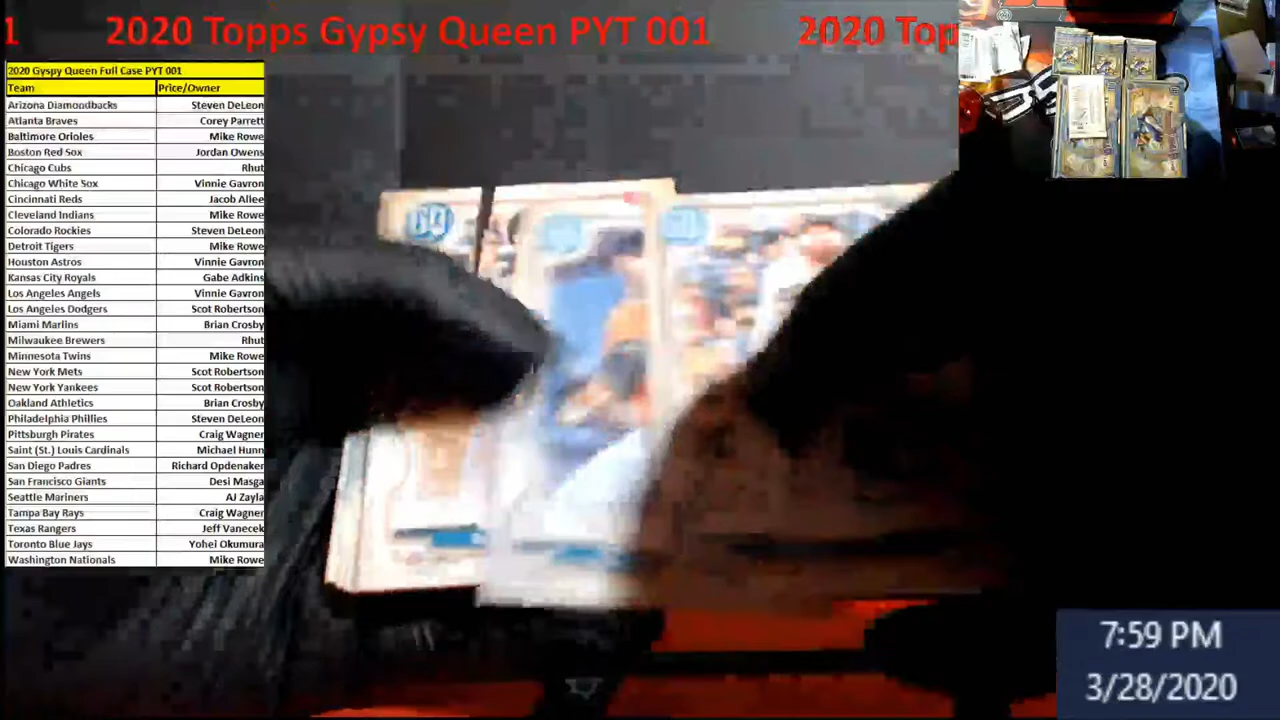 1 2020 Topps Gypsy Queen PYT 001 2020 Top
2020 Gyspy Queen Full Case PYT 001
Team Price/Owner
Arizona Diamondbacks Steven DeLeon
Atlanta Braves Corey Parrett
Baltimore Orioles Mike Rowe
Boston Red Sox Jordan Owens
Chicago Cubs Rhut
Chicago White Sox Vinnie Gavron
Cincinnati Reds Jacob Allee
Cleveland Indians Mike Rowe
Colorado Rockies Steven DeLeon
Detroit Tigers Mike Rowe
Houston Astros Vinnie Gavron
Kansas City Royals Gabe Adkins
Los Angeles Angels Vinnie Gavron
Los Angeles Dodgers Scot Robertson
Miami Marlins Brian Crosby
Milwaukee Brewers Rhut
Minnesota Twins Mike Rowe
New York Mets Scot Robertson
New York Yankees Scot Robertson
Oakland Athletics Brian Crosby
Philadelphia Phillies Steven DeLeon
Pittsburgh Pirates Craig Wagner
Saint (St.) Louis Cardinals Michael Hunn
San Diego Padres Richard Opdenaker
San Francisco Giants Desi Masga
Seattle Mariners AJ Zayla
Tampa Bay Rays Craig Wagner
Texas Rangers Jeff Vanecek
Toronto Blue Jays Yohei Okumura
Washington Nationals Mike Rowe
7:59 PM
3/28/2020